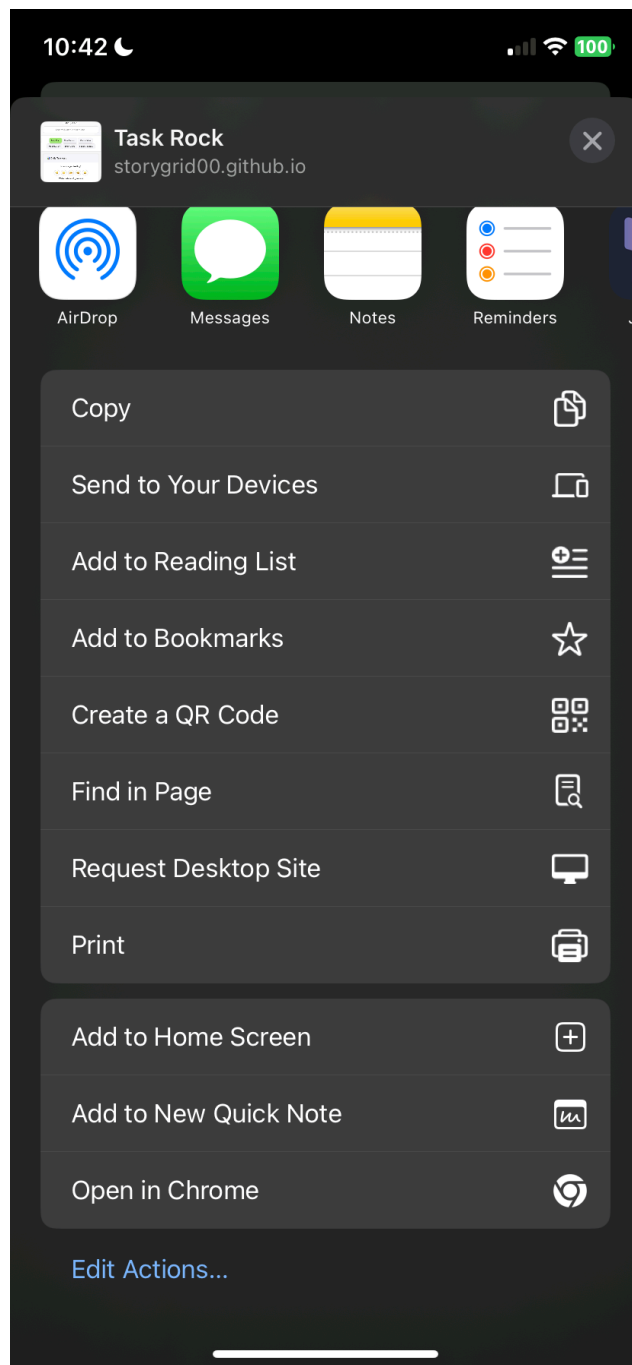 10:42
100
Task Rock
storygrid00.github.io
AirDrop
Messages
Notes
Reminders
Copy
Send to Your Devices
Add to Reading List
Add to Bookmarks
Create a QR Code
Find in Page
Request Desktop Site
Print
Add to Home Screen
Add to New Quick Note
Open in Chrome
Edit Actions...